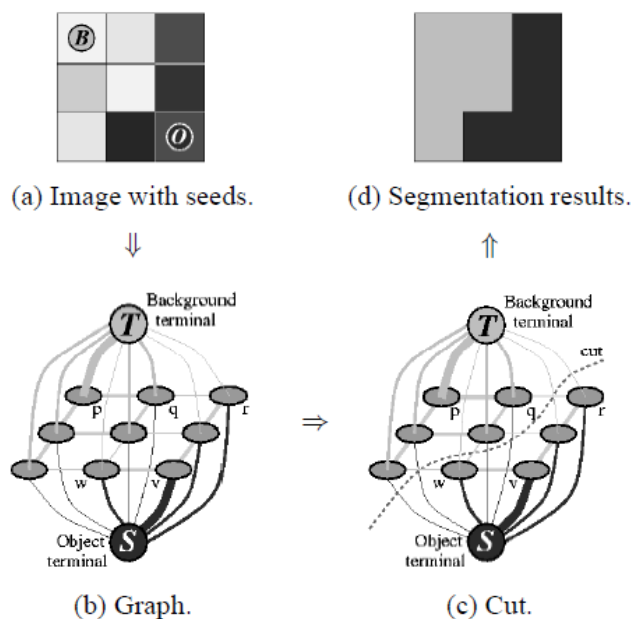 B
O
(a) Image with seeds.
(d) Segmentation results.
⇓
⇑
Background
terminal
T
p
q
r
w
v
Object
terminal
S
(b) Graph.
⇒
Background
terminal
T
cut
p
q
r
w
v
Object
terminal
S
(c) Cut.